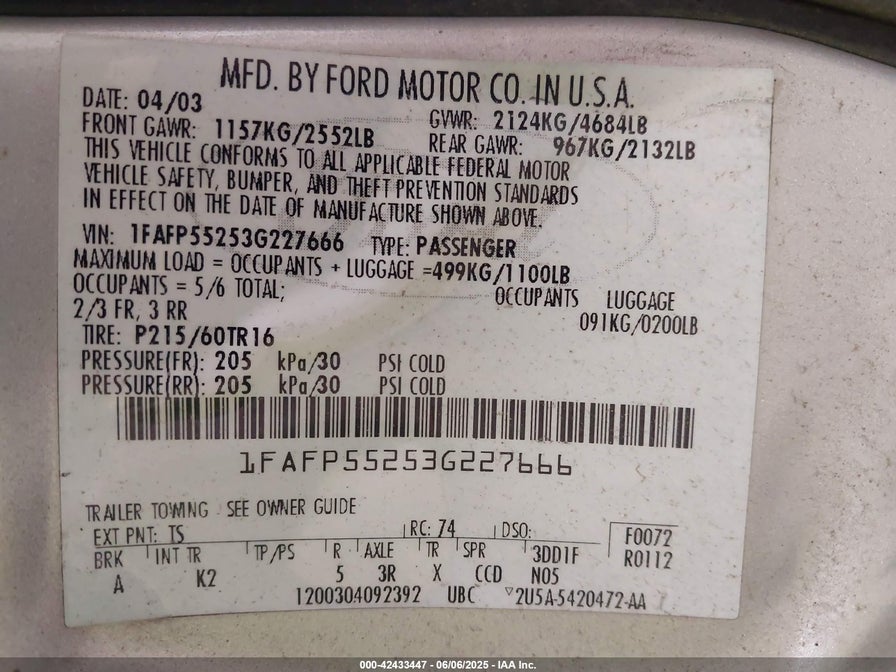 MFD. BY FORD MOTOR CO. IN U.S.A.
DATE: 04/03 GVWR: 2124KG/4684LB
FRONT GAWR: 1157KG/2552LB REAR GAWR: 967KG/2132LB
THIS VEHICLE CONFORMS TO ALL APPLICABLE FEDERAL MOTOR
VEHICLE SAFETY, BUMPER, AND THEFT PREVENTION STANDARDS
IN EFFECT ON THE DATE OF MANUFACTURE SHOWN ABOVE.
VIN: 1FAFP55253G227666 TYPE: PASSENGER
MAXIMUM LOAD = OCCUPANTS + LUGGAGE =499KG/1100LB
OCCUPANTS = 5/6 TOTAL; OCCUPANTS LUGGAGE
2/3 FR, 3 RR 091KG/0200LB
TIRE: P215/60TR16
PRESSURE(FR): 205 kPa/30 PSI COLD
PRESSURE(RR): 205 kPa/30 PSI COLD
1FAFP55253G227666
TRAILER TOWING - SEE OWNER GUIDE
EXT PNT: TS RC: 74 DSO: F0072
BRK INT TR TP/PS R AXLE TR SPR 3DD1F R0112
A K2 5 3R X CCD N05
1200304092392 UBC 2U5A-5420472-AA
000-42433447 - 06/06/2025 - IAA Inc.